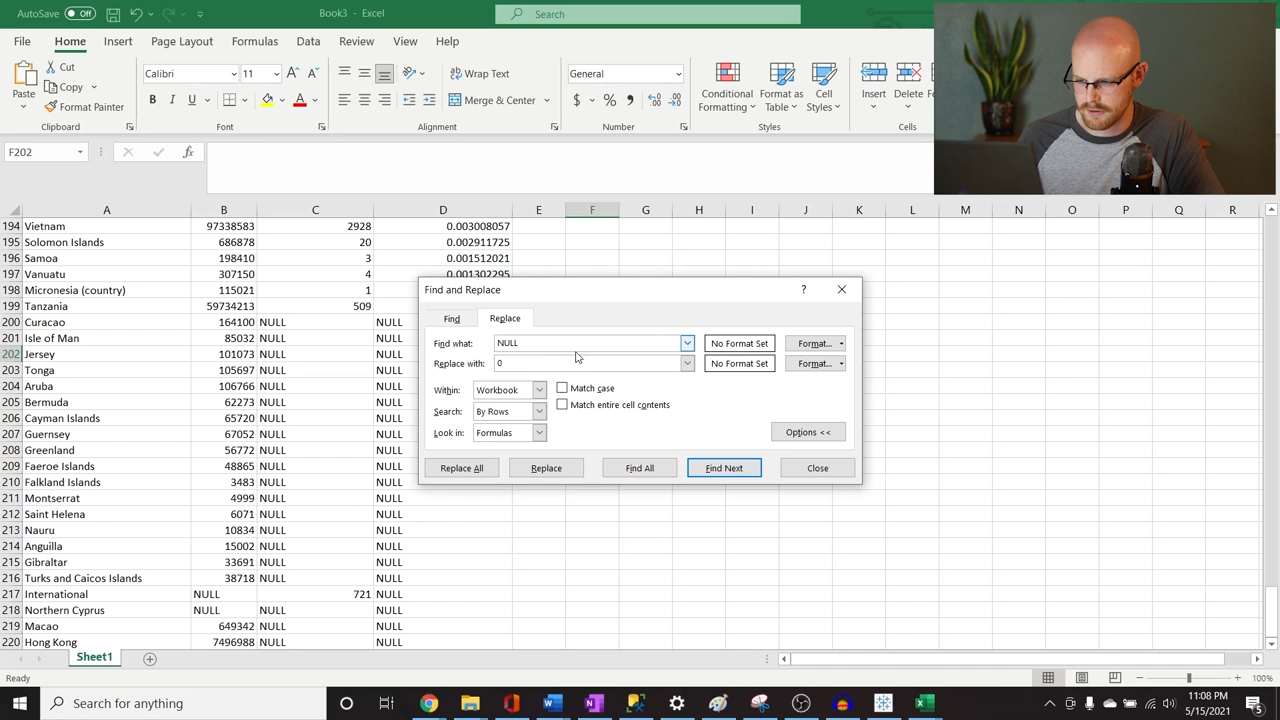 AutoSave Off Book3 - Excel Search
File Home Insert Page Layout Formulas Data Review View Help
Paste Cut Copy Format Painter Clipboard
Calibri 11 B I U A Font
Wrap Text Merge & Center Alignment
General $ % , Number
Conditional Formatting Format as Table Cell Styles Styles
Insert Delete Cells
F202 fx
A B C D E F G H I J K L M N O P Q R
194 Vietnam 97338583 2928 0.003008057
195 Solomon Islands 686878 20 0.002911725
196 Samoa 198410 3 0.001512021
197 Vanuatu 307150 4 0.001302295
198 Micronesia (country) 115021 1
199 Tanzania 59734213 509
200 Curacao 164100 NULL NULL
201 Isle of Man 85032 NULL NULL
202 Jersey 101073 NULL NULL
203 Tonga 105697 NULL NULL
204 Aruba 106766 NULL NULL
205 Bermuda 62273 NULL NULL
206 Cayman Islands 65720 NULL NULL
207 Guernsey 67052 NULL NULL
208 Greenland 56772 NULL NULL
209 Faeroe Islands 48865 NULL NULL
210 Falkland Islands 3483 NULL NULL
211 Montserrat 4999 NULL NULL
212 Saint Helena 6071 NULL NULL
213 Nauru 10834 NULL NULL
214 Anguilla 15002 NULL NULL
215 Gibraltar 33691 NULL NULL
216 Turks and Caicos Islands 38718 NULL NULL
217 International NULL 721 NULL
218 Northern Cyprus NULL NULL NULL
219 Macao 649342 NULL NULL
220 Hong Kong 7496988 NULL NULL
Find and Replace ?
Find Replace
Find what: NULL No Format Set Format...
Replace with: 0 No Format Set Format...
Within: Workbook Match case
Search: By Rows Match entire cell contents
Look in: Formulas Options <<
Replace All Replace Find All Find Next Close
Sheet1
Ready 100%
Search for anything
11:08 PM
5/15/2021
5